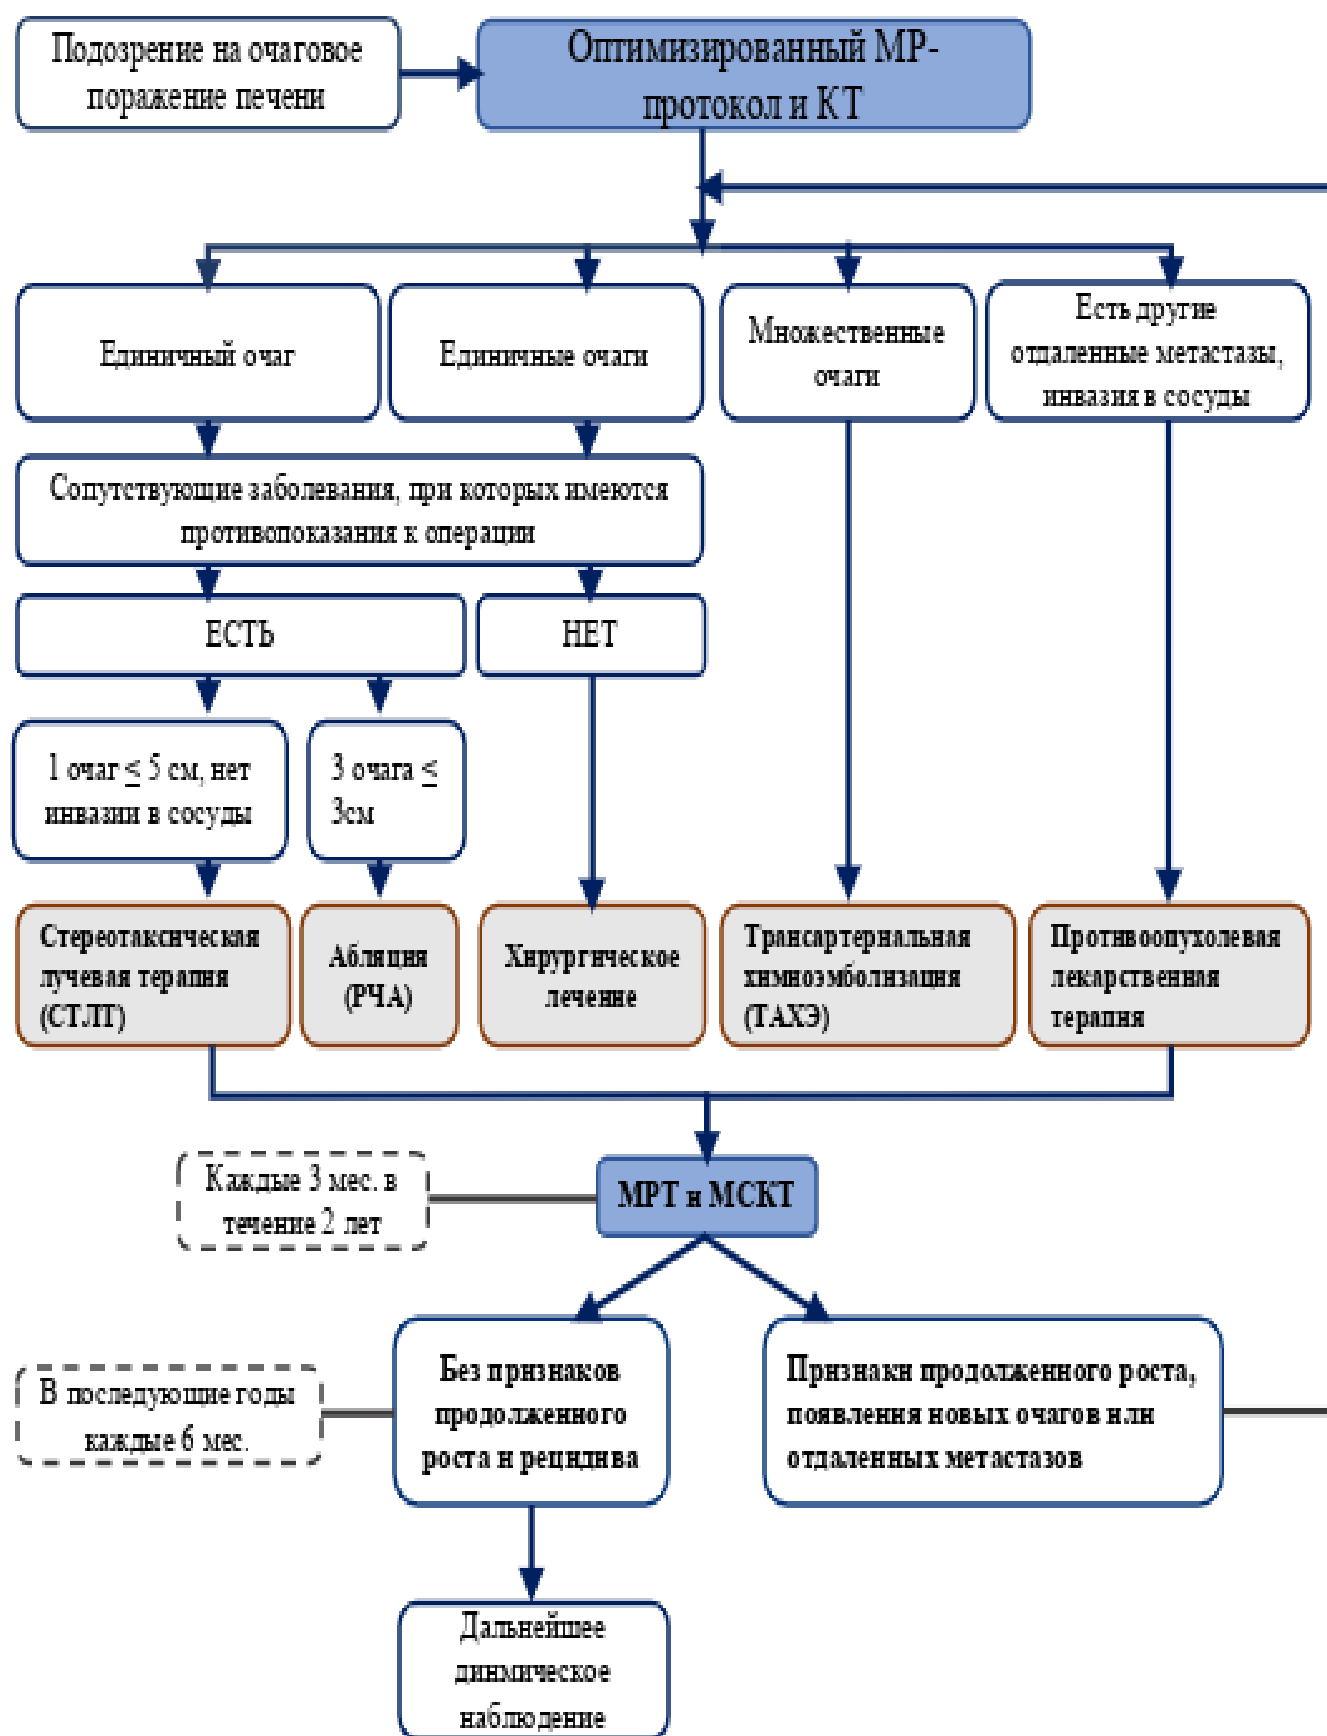 Подозрение на очаговое
поражение печени
Оптимизированный МР-
протокол и КТ
Единичный очаг
Единичные очаги
Множественные
очаги
Есть другие
отдаленные метастазы,
инвазия в сосуды
Сопутствующие заболевания, при которых имеются
противопоказания к операции
ЕСТЬ
НЕТ
1 очаг ≤ 5 см, нет
инвазии в сосуды
3 очага ≤
3см
Стереотаксическая
лучевая терапия
(СТЛТ)
Абляция
(РЧА)
Хирургическое
лечение
Трансартериальная
химиоэмболизация
(ТАХЭ)
Противоопухолевая
лекарственная
терапия
Каждые 3 мес. в
течение 2 лет
МРТ и МСКТ
Без признаков
продолженного
роста и рецидива
Признаки продолженного роста,
появления новых очагов или
отдаленных метастазов
В последующие годы
каждые 6 мес.
Дальнейшее
динмическое
наблюдение